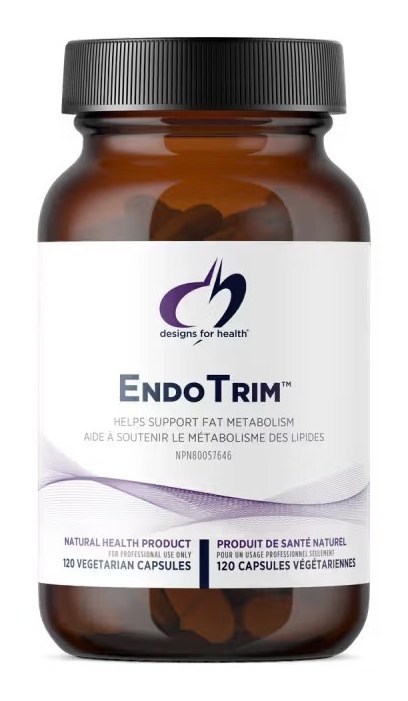 designs for health®
ENDOTRIM™
HELPS SUPPORT FAT METABOLISM
AIDE À SOUTENIR LE MÉTABOLISME DES LIPIDES
NPN80057646
NATURAL HEALTH PRODUCT
FOR PROFESSIONAL USE ONLY
120 VEGETARIAN CAPSULES
PRODUIT DE SANTÉ NATUREL
POUR UN USAGE PROFESSIONNEL SEULEMENT
120 CAPSULES VÉGÉTARIENNES